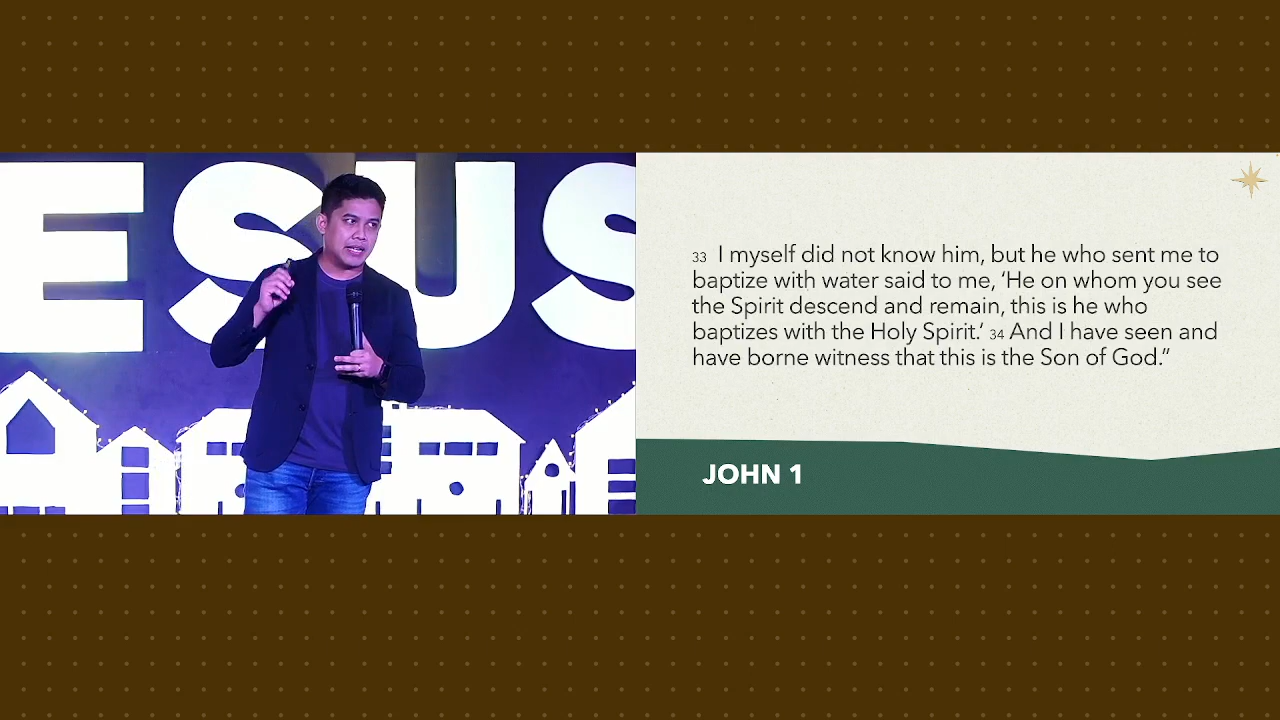 ESUS
33 I myself did not know him, but he who sent me to
baptize with water said to me, ‘He on whom you see
the Spirit descend and remain, this is he who
baptizes with the Holy Spirit.’ 34 And I have seen and
have borne witness that this is the Son of God.”
JOHN 1